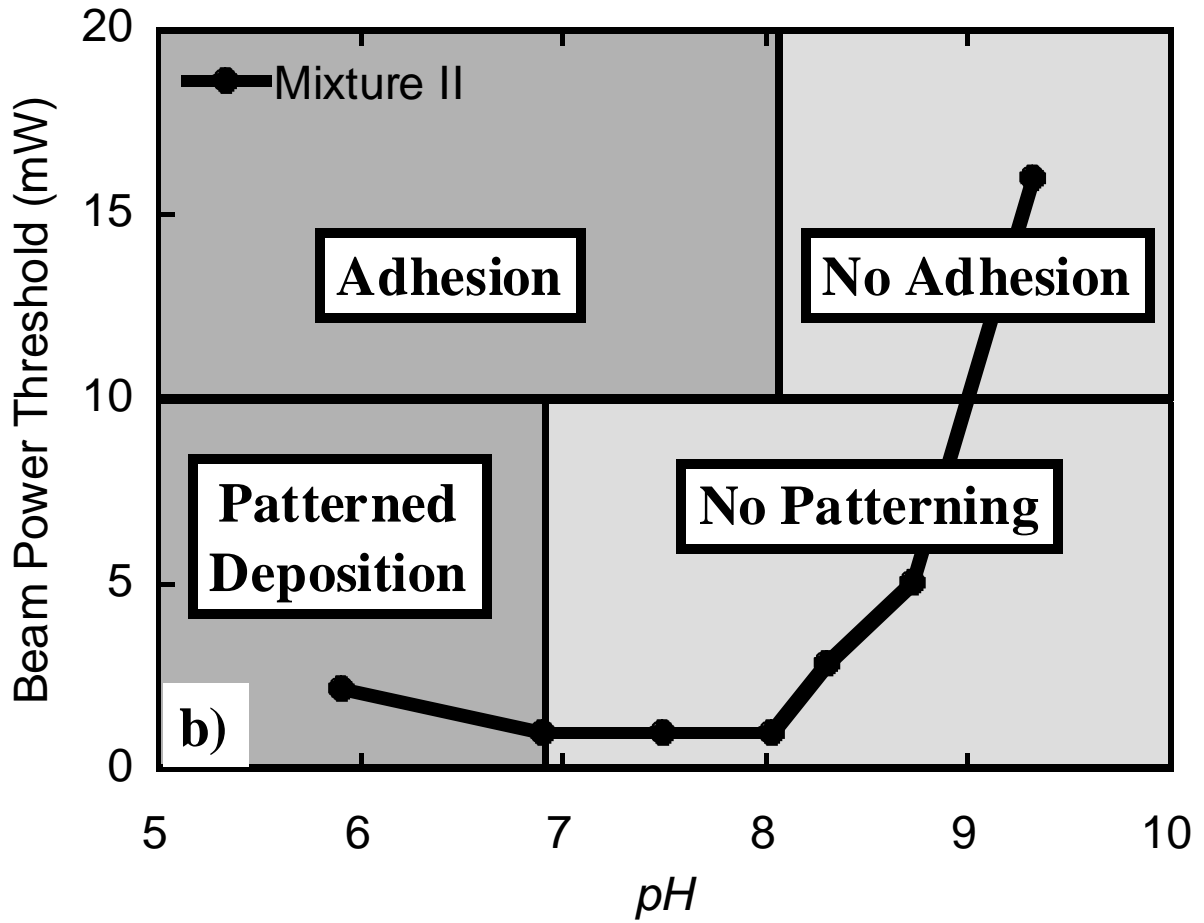 20
Mixture II
15
Adhesion
No Adhesion
10
Patterned
Deposition
No Patterning
5
b)
0
5 6 7 8 9 10
pH
Beam Power Threshold (mW)